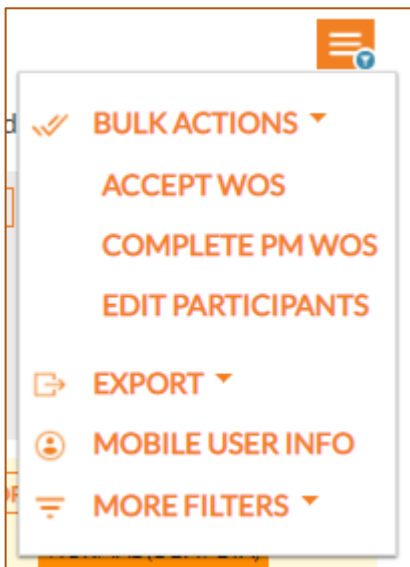 BULK ACTIONS
ACCEPT WOS
COMPLETE PM WOS
EDIT PARTICIPANTS
EXPORT
MOBILE USER INFO
MORE FILTERS